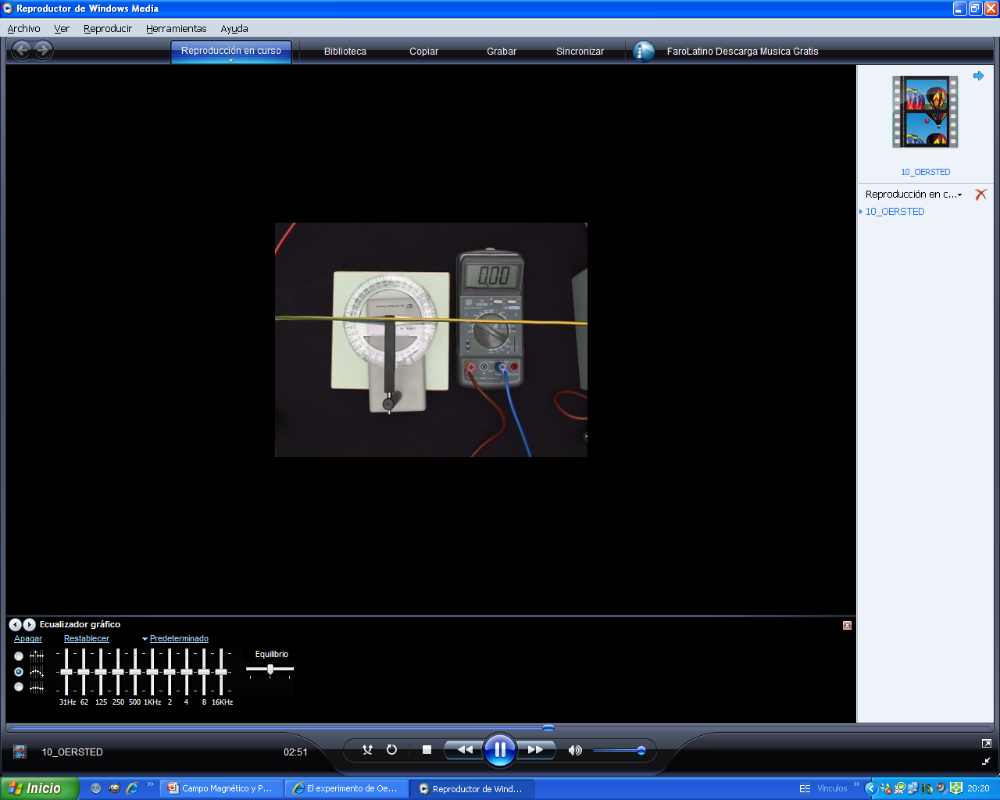 Reproductor de Windows Media
Archivo Ver Reproducir Herramientas Ayuda
Reproducción en curso Biblioteca Copiar Grabar Sincronizar FaroLatino Descarga Musica Gratis
10_OERSTED
Reproducción en c...
10_OERSTED
0.00
Ecualizador gráfico
Apagar Restablecer Predeterminado
Equilibrio
31Hz 62 125 250 500 1KHz 2 4 8 16KHz
10_OERSTED 02:51
Inicio Campo Magnético y P... El experimento de Oe... Reproductor de Wind... ES Vínculos 20:20